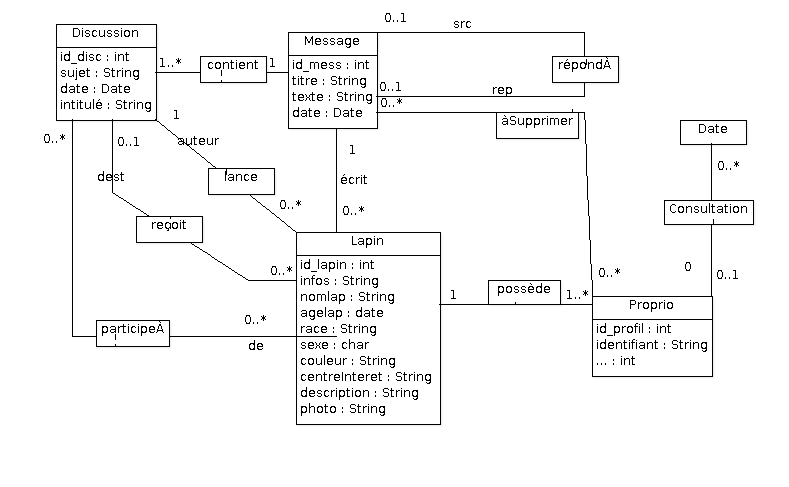 0..1
src
Discussion
id_disc : int
sujet : String
date : Date
intitulé : String
1..*
contient
1
Message
id_mess : int
titre : String
texte : String
date : Date
répondÀ
0..1
rep
0..*
àSupprimer
Date
0..*
Consultation
0
0..1
0..*
0..1
1
auteur
dest
lance
0..*
1
écrit
0..*
reçoit
0..*
Lapin
id_lapin : int
infos : String
nomlap : String
agelap : date
race : String
sexe : char
couleur : String
centreInteret : String
description : String
photo : String
1
possède
1..*
0..*
Proprio
id_profil : int
identifiant : String
... : int
participeÀ
0..*
de